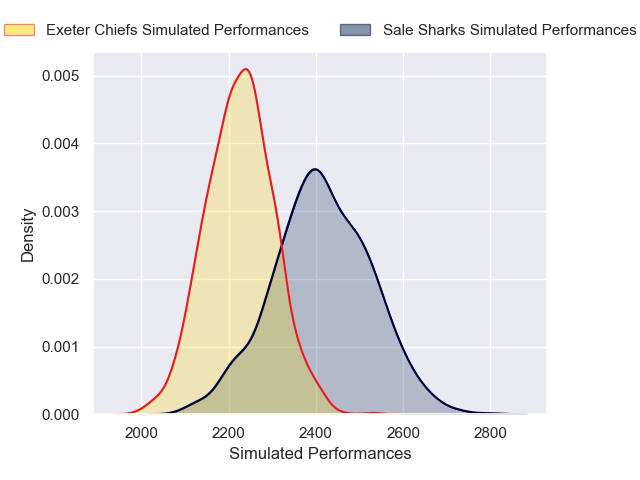 Exeter Chiefs Simulated Performances Sale Sharks Simulated Performances
0.005
0.004
0.003
0.002
0.001
0.000
Density
2000 2200 2400 2600 2800
Simulated Performances